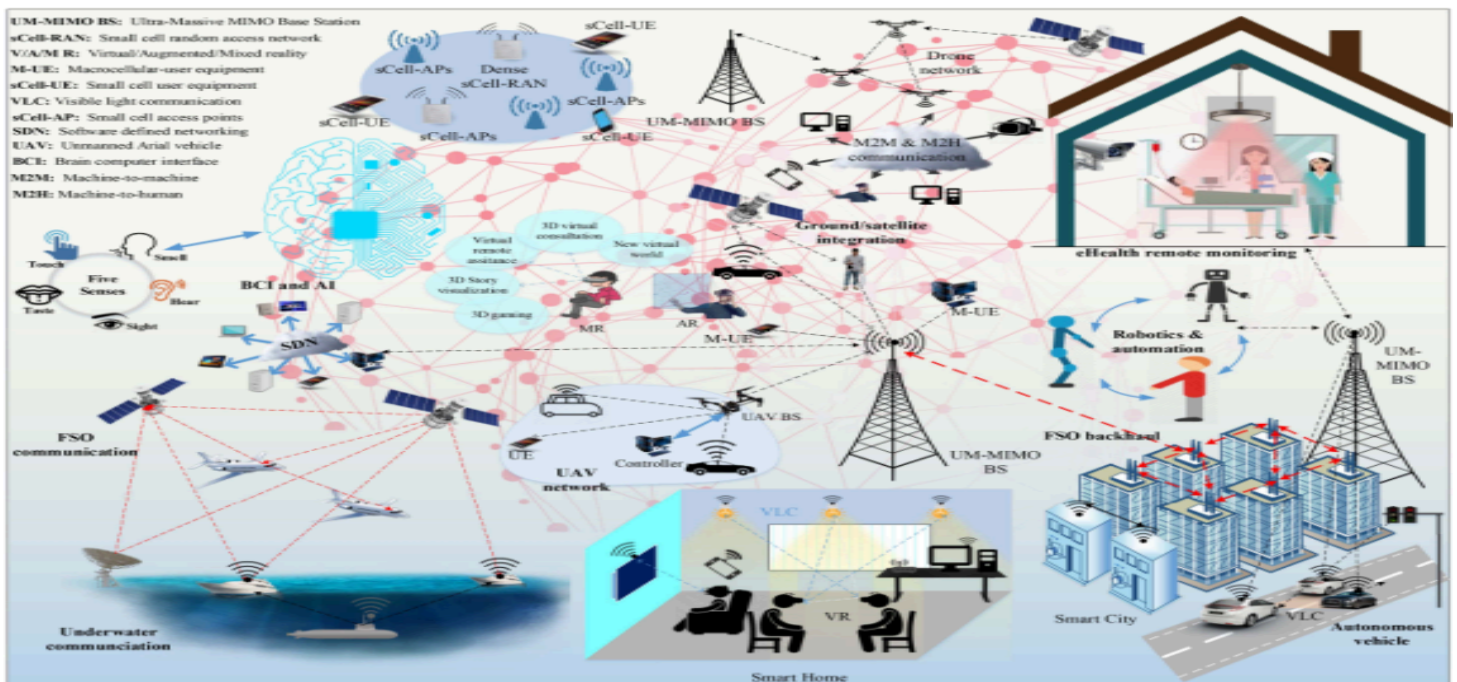 UM-MIMO BS: Ultra-Massive MIMO Base Station
sCell-RAN: Small cell random access network
V/A/M R: Virtual/Augmented/Mixed reality
M-UE: Macrocellular-user equipment
sCell-UE: Small cell user equipment
VLC: Visible light communication
sCell-AP: Small cell access points
SDN: Software defined networking
UAV: Unmanned Arial vehicle
BCI: Brain computer interface
M2M: Machine-to-machine
M2H: Machine-to-human
sCell-UE
sCell-APs
Dense
sCell-RAN
sCell-APs
sCell-UE
sCell-APs
sCell-UE
UM-MIMO BS
Drone
network
M2M & M2H
communication
Ground/satellite
integration
eHealth remote monitoring
Touch
Smell
Five
Senses
Hear
Taste
Sight
BCI and AI
3D virtual
consultation
Virtual
remote
assitance
New virtual
world
3D Story
visualization
3D gaming
MR
AR
M-UE
M-UE
SDN
Robotics &
automation
UM-
MIMO
BS
FSO
communication
UAV BS
UE
Controller
UAV
network
UM-MIMO
BS
FSO backhaul
VLC
VR
Smart Home
Underwater
communciation
Smart City
VLC
Autonomous
vehicle